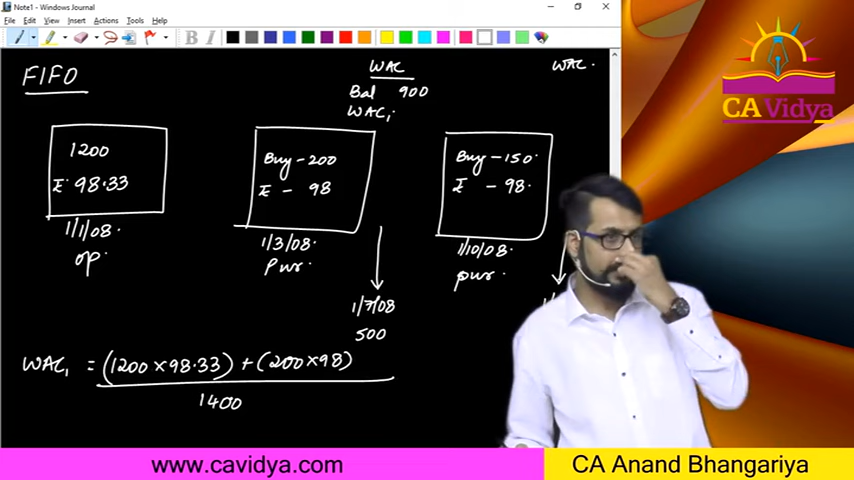 Note1 - Windows Journal
File Edit View Insert Actions Tools Help
B I
FIFO
WAC
Bal 900
WAC₁
WAC.
1200
I 98.33
1/1/08.
op.
Buy - 200
I - 98
1/3/08.
Pur.
Buy - 150
I - 98.
1/10/08.
pur.
1/7/08
500
WAC₁ = (1200 × 98.33) + (200 × 98)
1400
CA Vidya
www.cavidya.com
CA Anand Bhangariya